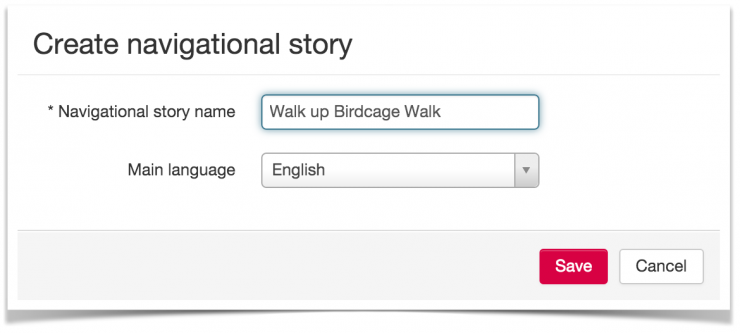 Create navigational story
* Navigational story name Walk up Birdcage Walk
Main language English
Save Cancel